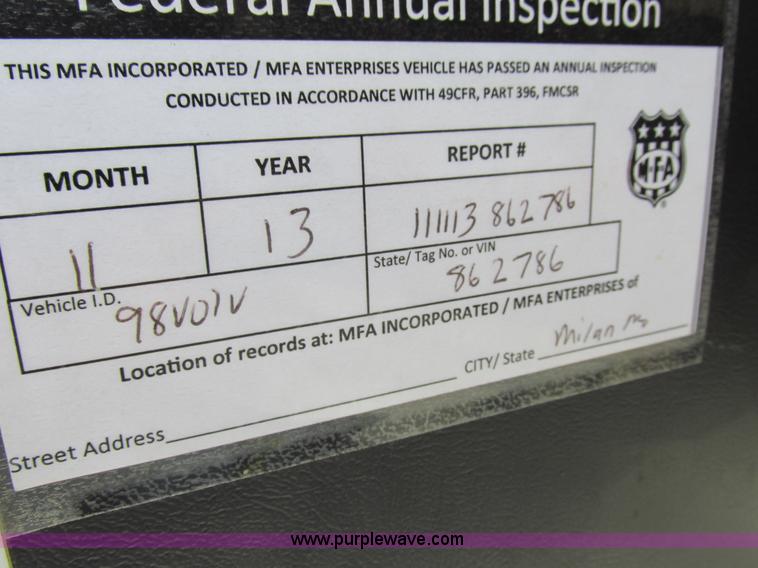 Federal Annual Inspection
THIS MFA INCORPORATED / MFA ENTERPRISES VEHICLE HAS PASSED AN ANNUAL INSPECTION
CONDUCTED IN ACCORDANCE WITH 49CFR, PART 396, FMCSR
MONTH YEAR REPORT #
MFA
11 13 111113 862786
Vehicle I.D. 98VOLV
State/ Tag No. or VIN
862786
Location of records at: MFA INCORPORATED / MFA ENTERPRISES of
Street Address
CITY/ State Milan Mo
www.purplewave.com